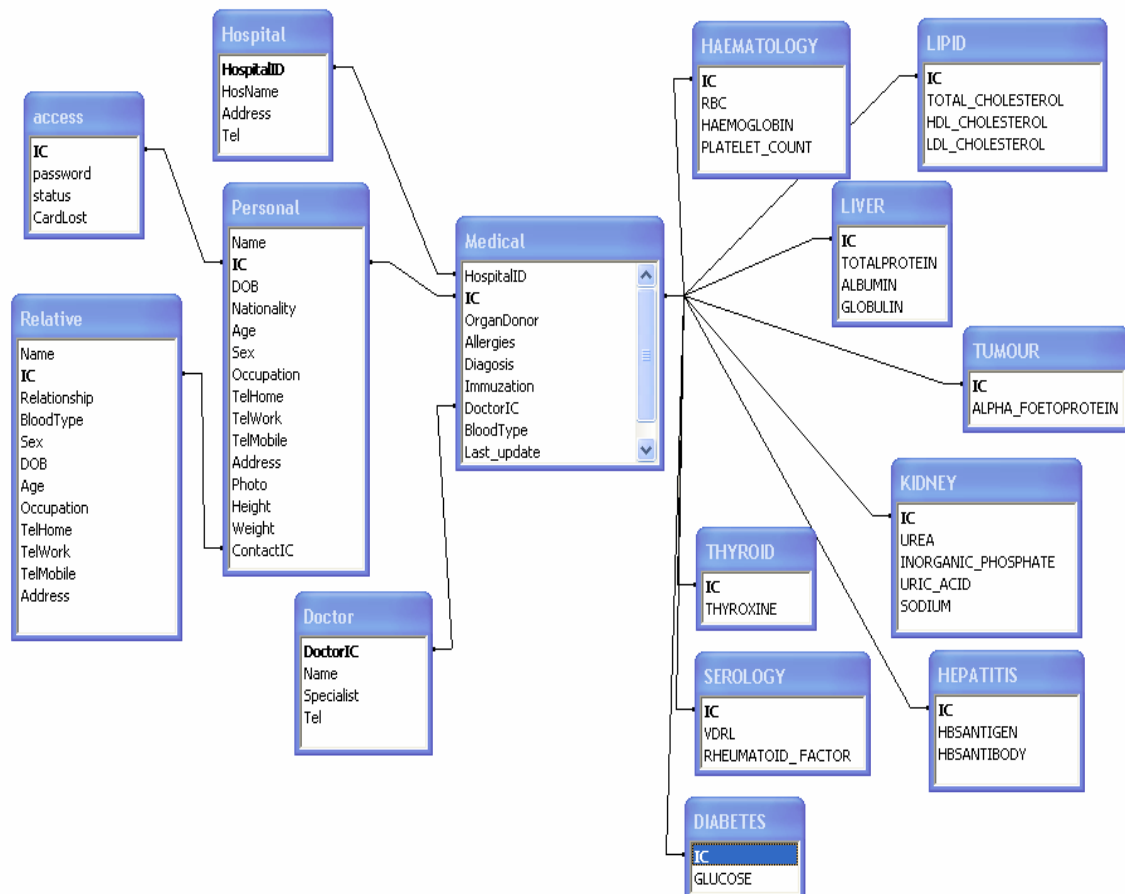 Hospital
HospitalID
HosName
Address
Tel
access
IC
password
status
CardLost
Personal
Name
IC
DOB
Nationality
Age
Sex
Occupation
TelHome
TelWork
TelMobile
Address
Photo
Height
Weight
ContactIC
Relative
Name
IC
Relationship
BloodType
Sex
DOB
Age
Occupation
TelHome
TelWork
TelMobile
Address
Medical
HospitalID
IC
OrganDonor
Allergies
Diagosis
Immuzation
DoctorIC
BloodType
Last_update
Doctor
DoctorIC
Name
Specialist
Tel
HAEMATOLOGY
IC
RBC
HAEMOGLOBIN
PLATELET_COUNT
LIPID
IC
TOTAL_CHOLESTEROL
HDL_CHOLESTEROL
LDL_CHOLESTEROL
LIVER
IC
TOTALPROTEIN
ALBUMIN
GLOBULIN
TUMOUR
IC
ALPHA_FOETOPROTEIN
KIDNEY
IC
UREA
INORGANIC_PHOSPHATE
URIC_ACID
SODIUM
THYROID
IC
THYROXINE
SEROLOGY
IC
VDRL
RHEUMATOID_FACTOR
HEPATITIS
IC
HBSANTIGEN
HBSANTIBODY
DIABETES
IC
GLUCOSE